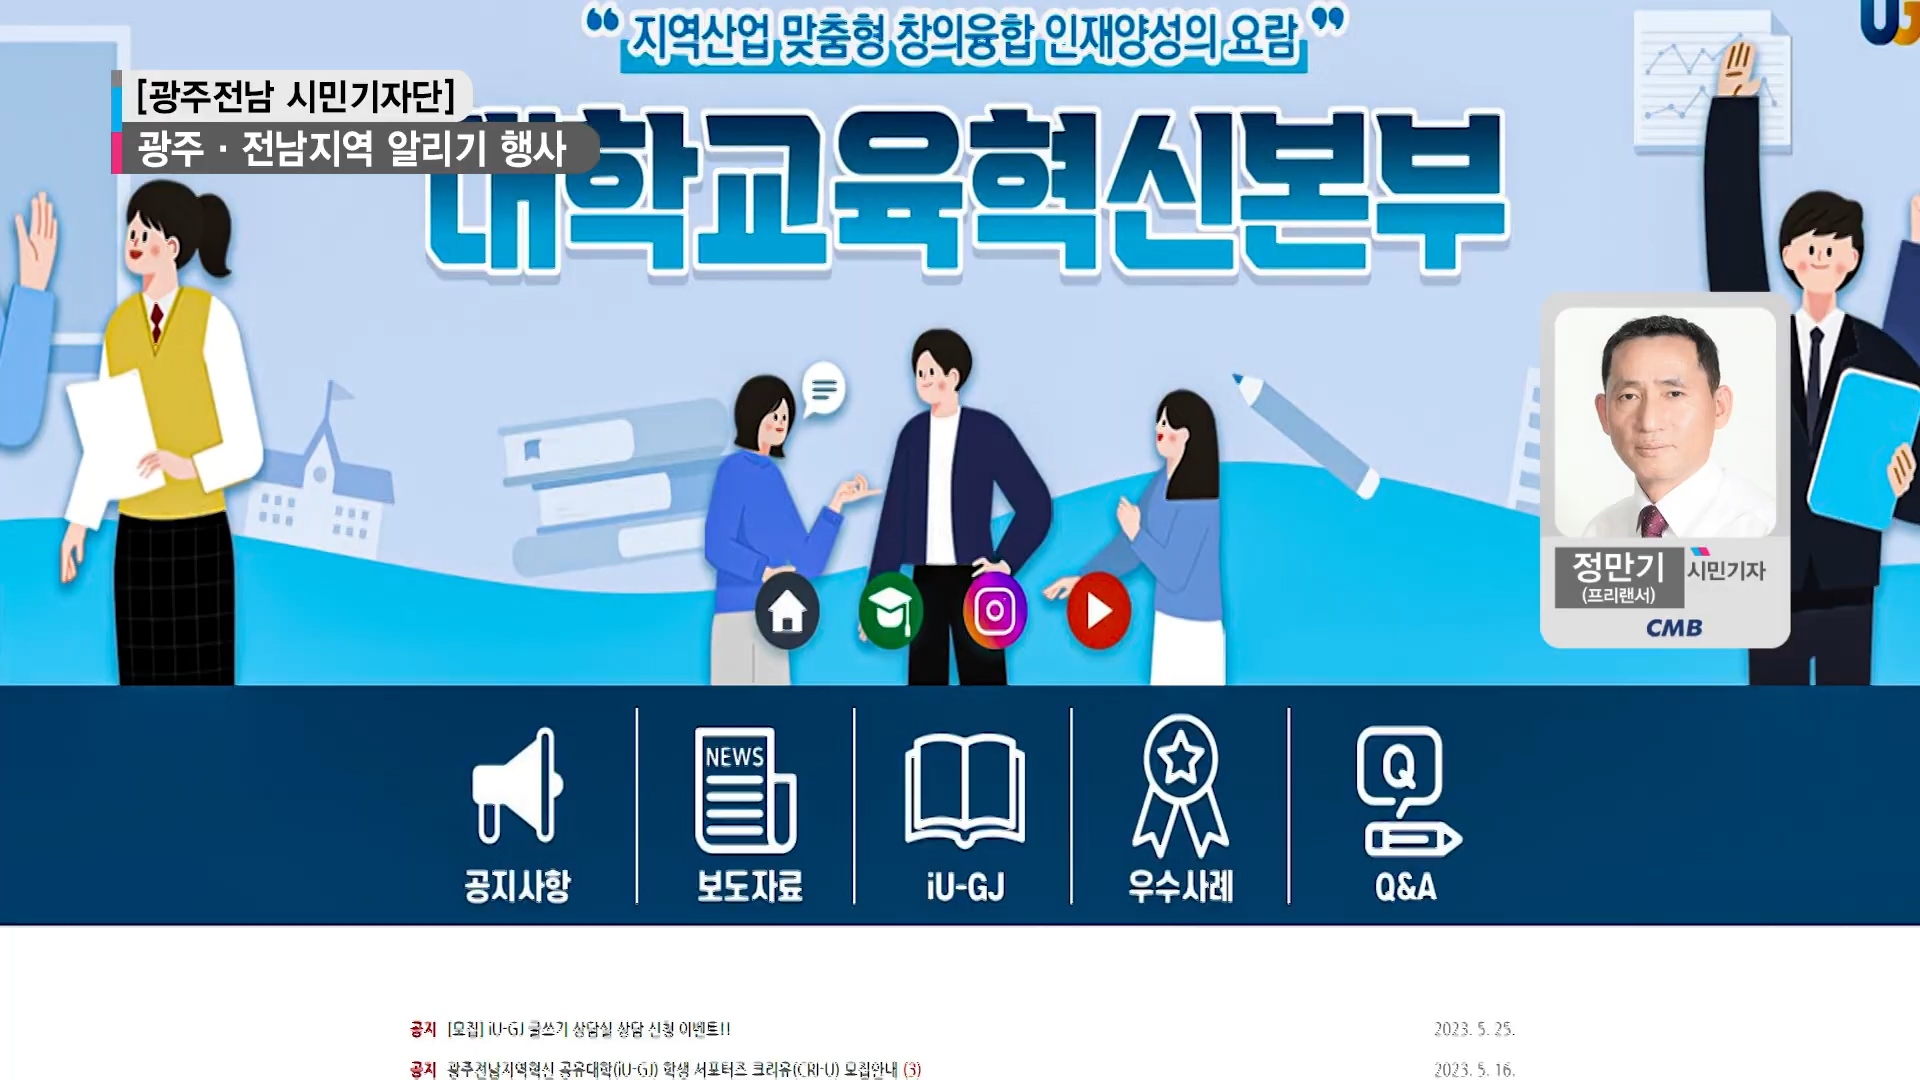 ❝ 지역산업 맞춤형 창의융합 인재양성의 요람 ❞
[광주전남 시민기자단]
광주 · 전남지역 알리기 행사
대학교육혁신본부
정만기
(프리랜서)
시민기자
CMB
NEWS
Q
공지사항
보도자료
iU-GJ
우수사례
Q&A
공지 [모집] iU-GJ 글쓰기 상담실 상담 신청 이벤트!! 2023. 5. 25.
공지 광주전남지역혁신 공유대학(iU-GJ) 학생 서포터즈 크리유(CRI-U) 모집안내 (3) 2023. 5. 16.